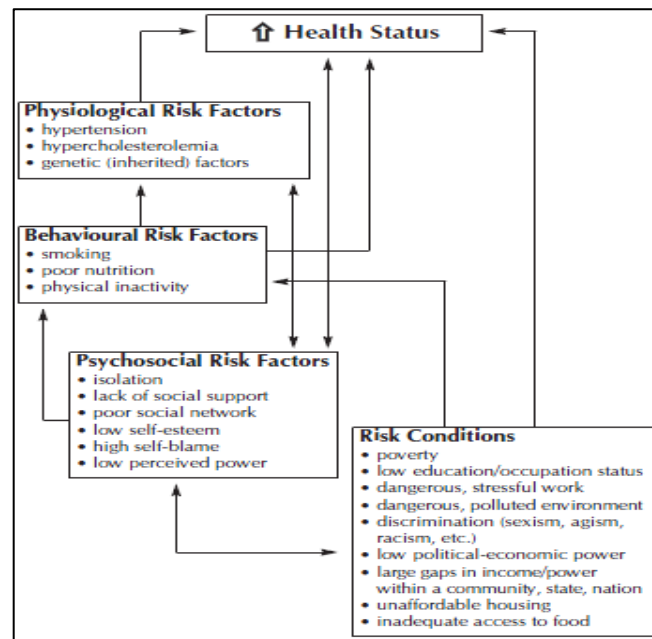 ⇧ Health Status
Physiological Risk Factors
• hypertension
• hypercholesterolemia
• genetic (inherited) factors
Behavioural Risk Factors
• smoking
• poor nutrition
• physical inactivity
Psychosocial Risk Factors
• isolation
• lack of social support
• poor social network
• low self-esteem
• high self-blame
• low perceived power
Risk Conditions
• poverty
• low education/occupation status
• dangerous, stressful work
• dangerous, polluted environment
• discrimination (sexism, agism,
racism, etc.)
• low political-economic power
• large gaps in income/power
within a community, state, nation
• unaffordable housing
• inadequate access to food